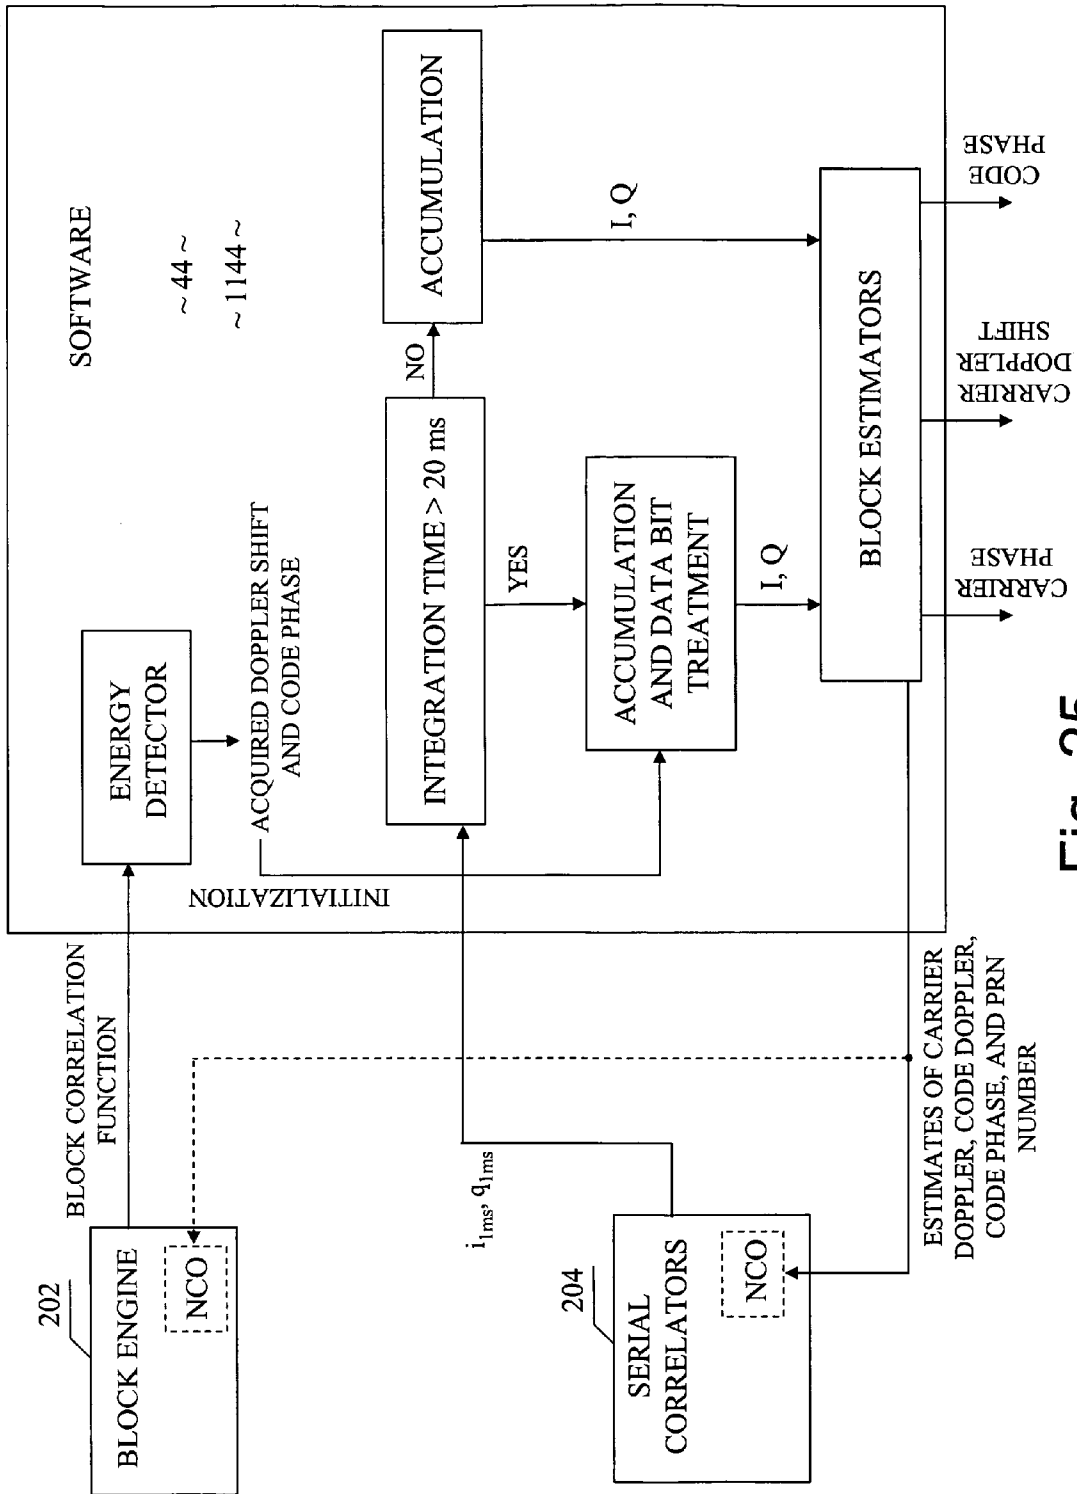 202
BLOCK ENGINE
NCO
BLOCK CORRELATION
FUNCTION
204
SERIAL
CORRELATORS
NCO
i1ms, q1ms
ESTIMATES OF CARRIER
DOPPLER, CODE DOPPLER,
CODE PHASE, AND PRN
NUMBER
SOFTWARE
~ 44 ~
~ 1144 ~
ENERGY
DETECTOR
ACQUIRED DOPPLER SHIFT
AND CODE PHASE
INITIALIZATION
INTEGRATION TIME > 20 ms
NO
ACCUMULATION
YES
ACCUMULATION
AND DATA BIT
TREATMENT
I, Q
I, Q
BLOCK ESTIMATORS
CARRIER
PHASE
CARRIER
DOPPLER
SHIFT
CODE
PHASE